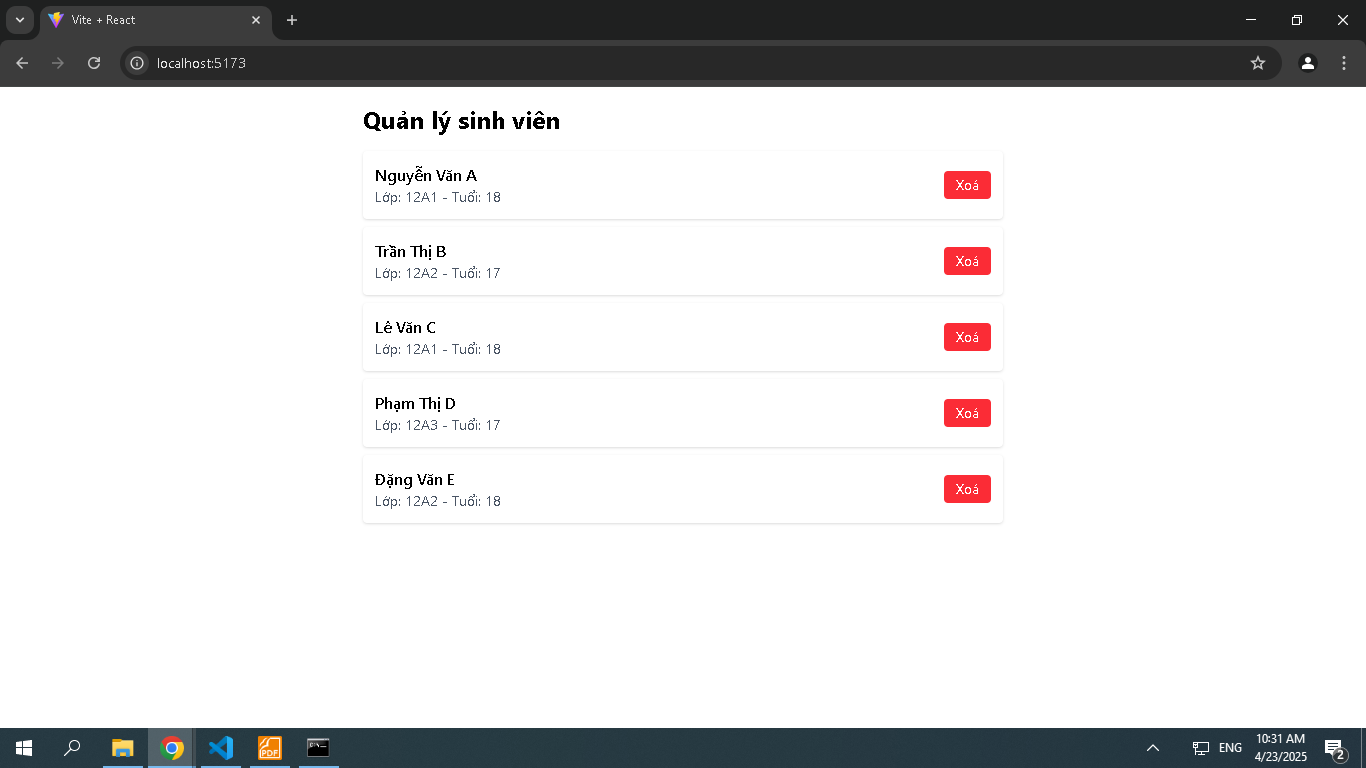 Vite + React
localhost:5173
Quản lý sinh viên
Nguyễn Văn A
Lớp: 12A1 - Tuổi: 18
Xoá
Trần Thị B
Lớp: 12A2 - Tuổi: 17
Xoá
Lê Văn C
Lớp: 12A1 - Tuổi: 18
Xoá
Phạm Thị D
Lớp: 12A3 - Tuổi: 17
Xoá
Đặng Văn E
Lớp: 12A2 - Tuổi: 18
Xoá
PDF
C:\_
ENG
10:31 AM
4/23/2025
2